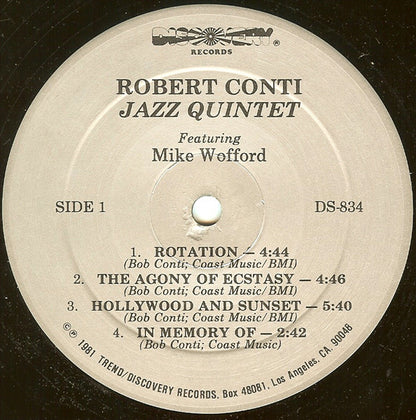 DISCOVERY®
RECORDS
ROBERT CONTI
JAZZ QUINTET
Featuring
Mike Wofford
SIDE 1
DS-834
1. ROTATION — 4:44
(Bob Conti; Coast Music/BMI)
2. THE AGONY OF ECSTASY — 4:46
(Bob Conti; Coast Music/BMI)
3. HOLLYWOOD AND SUNSET — 5:40
(Bob Conti; Coast Music/BMI)
4. IN MEMORY OF — 2:42
(Bob Conti; Coast Music)
©℗ 1981 TREND/DISCOVERY RECORDS. Box 48081, Los Angeles, CA. 90048